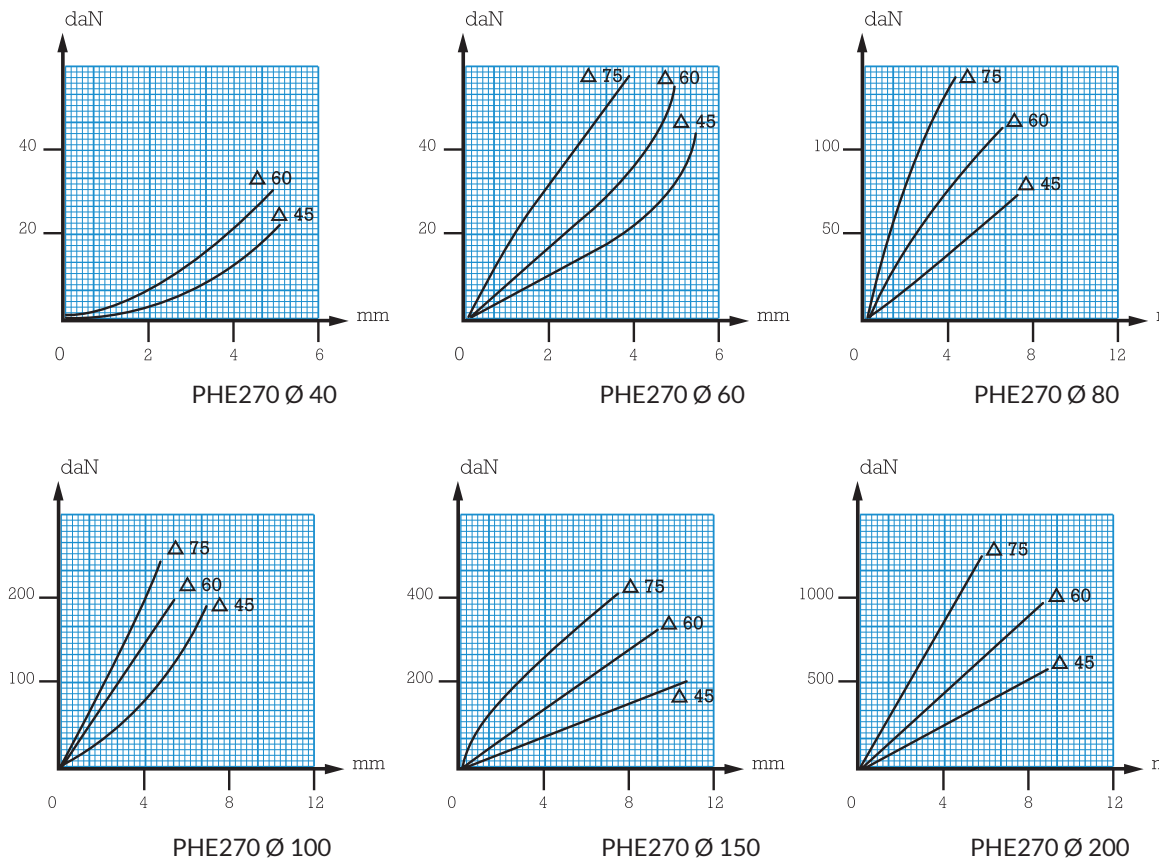 daN
40
20
△ 60
△ 45
mm
0 2 4 6
PHE270 Ø 40
daN
40
20
△ 75
△ 60
△ 45
mm
0 2 4 6
PHE270 Ø 60
daN
100
50
△ 75
△ 60
△ 45
0 4 8 12
PHE270 Ø 80
daN
200
100
△ 75
△ 60
△ 45
mm
0 4 8 12
PHE270 Ø 100
daN
400
200
△ 75
△ 60
△ 45
mm
0 4 8 12
PHE270 Ø 150
daN
1000
500
△ 75
△ 60
△ 45
0 4 8 12
PHE270 Ø 200